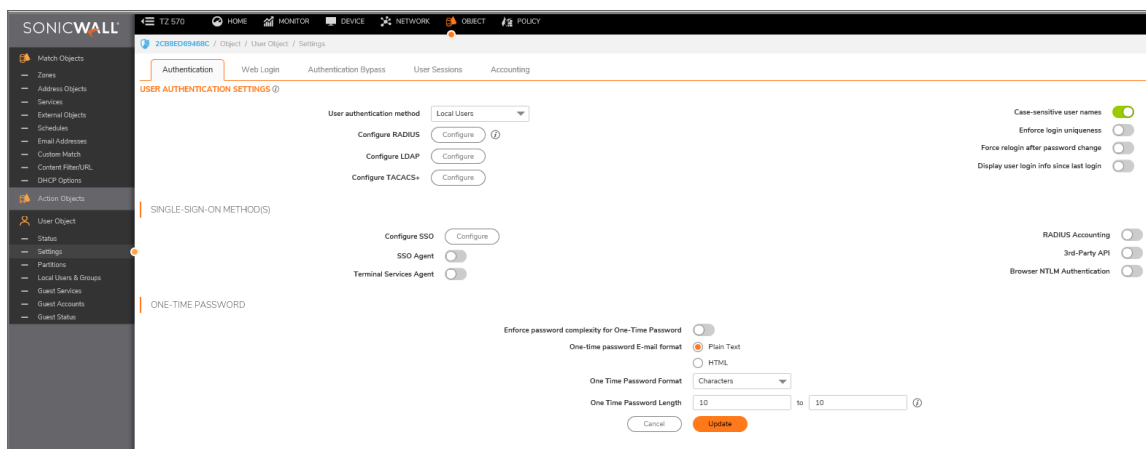 SONICWALL
TZ 570 HOME MONITOR DEVICE NETWORK OBJECT POLICY
2CB8ED69468C / Object / User Object / Settings
Match Objects
Zones
Address Objects
Services
External Objects
Schedules
Email Addresses
Custom Match
Content Filter/URL
DHCP Options
Action Objects
User Object
Status
Settings
Partitions
Local Users & Groups
Guest Services
Guest Accounts
Guest Status
Authentication Web Login Authentication Bypass User Sessions Accounting
USER AUTHENTICATION SETTINGS
User authentication method Local Users
Configure RADIUS Configure
Configure LDAP Configure
Configure TACACS+ Configure
Case-sensitive user names
Enforce login uniqueness
Force relogin after password change
Display user login info since last login
SINGLE-SIGN-ON METHOD(S)
Configure SSO Configure
SSO Agent
Terminal Services Agent
RADIUS Accounting
3rd-Party API
Browser NTLM Authentication
ONE-TIME PASSWORD
Enforce password complexity for One-Time Password
One-time password E-mail format Plain Text
HTML
One Time Password Format Characters
One Time Password Length 10 to 10
Cancel Update